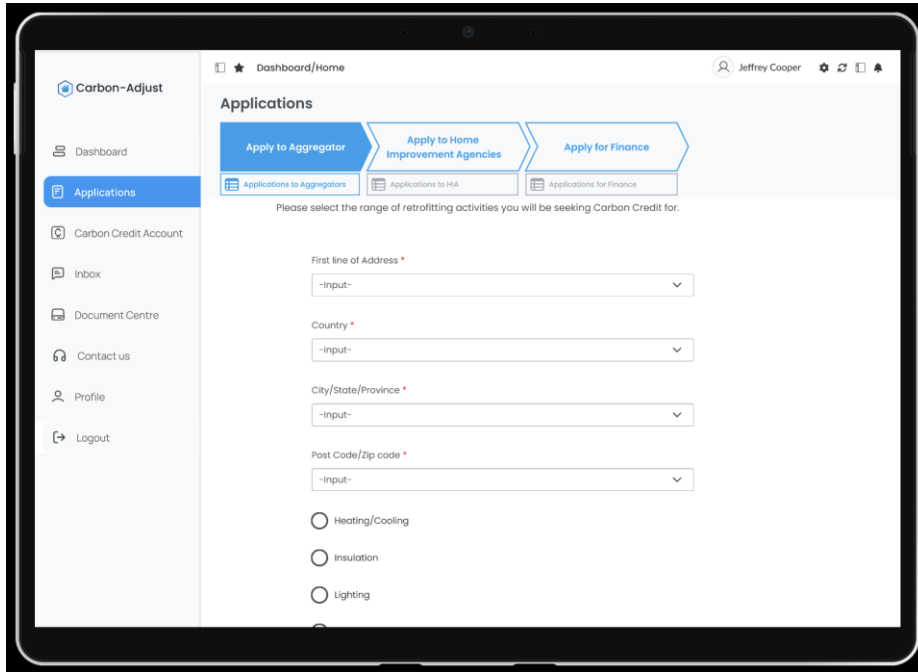 Carbon-Adjust
Dashboard
Applications
Carbon Credit Account
Inbox
Document Centre
Contact us
Profile
Logout
Dashboard/Home
Jeffrey Cooper
Applications
Apply to Aggregator
Apply to Home
Improvement Agencies
Apply for Finance
Applications to Aggregators
Applications to HIA
Applications for Finance
Please select the range of retrofitting activities you will be seeking Carbon Credit for.
First line of Address *
-Input-
Country *
-Input-
City/State/Province *
-Input-
Post Code/Zip code *
-Input-
Heating/Cooling
Insulation
Lighting